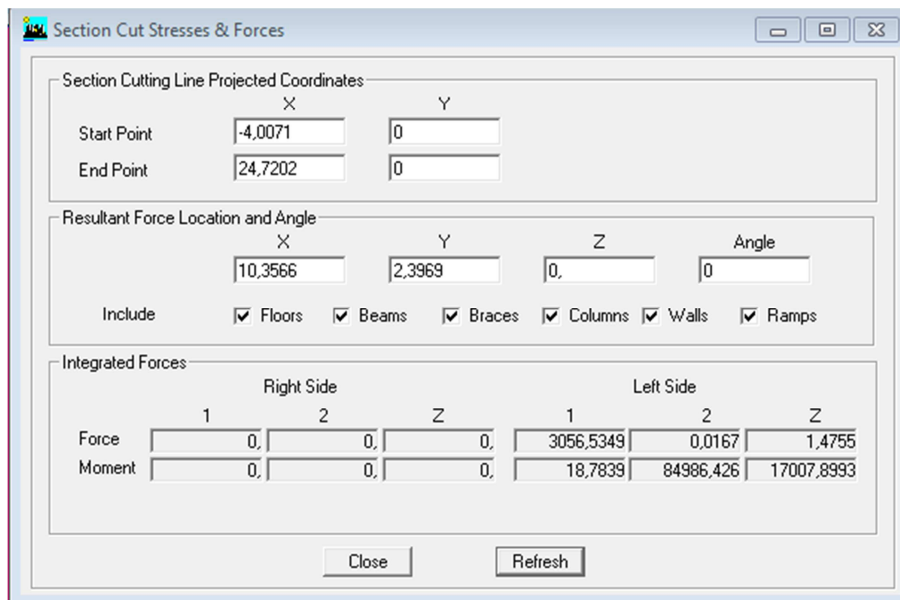 Section Cut Stresses & Forces
Section Cutting Line Projected Coordinates
X Y
Start Point -4,0071 0
End Point 24,7202 0
Resultant Force Location and Angle
X Y Z Angle
10,3566 2,3969 0, 0
Include Floors Beams Braces Columns Walls Ramps
Integrated Forces
Right Side Left Side
1 2 Z 1 2 Z
Force 0, 0, 0, 3056,5349 0,0167 1,4755
Moment 0, 0, 0, 18,7839 84986,426 17007,8993
Close Refresh